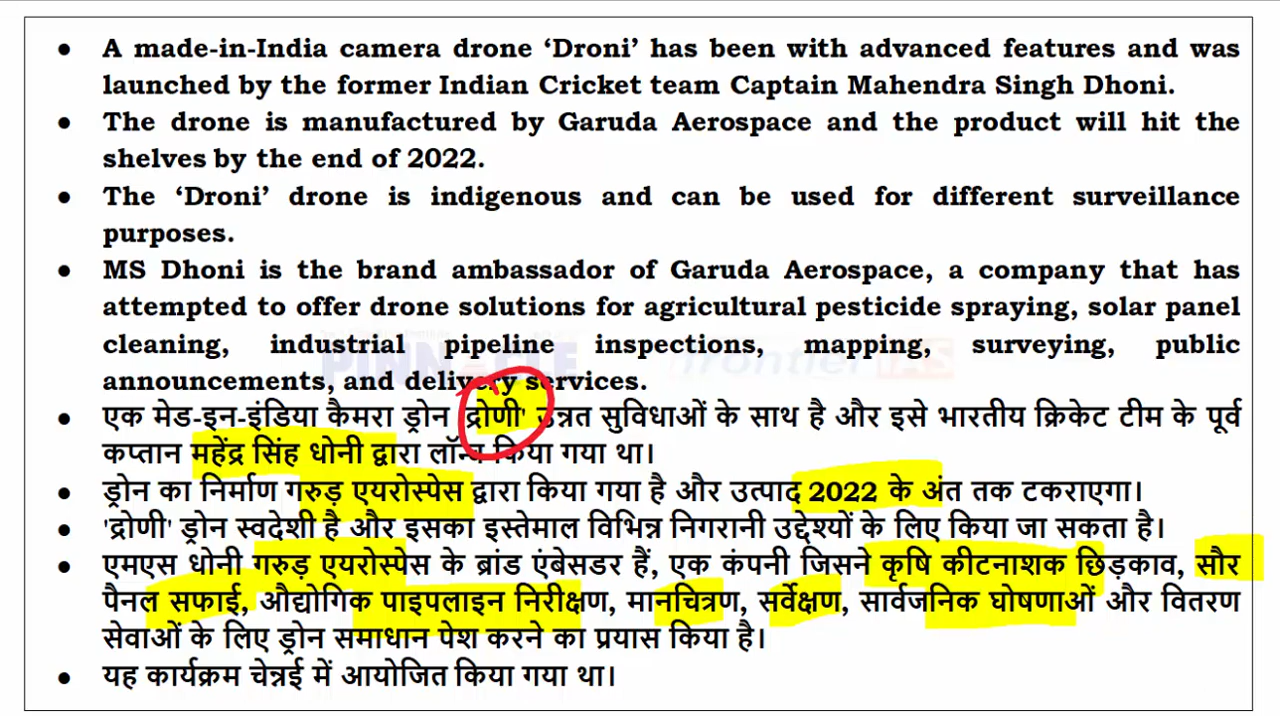 ● A made-in-India camera drone ‘Droni’ has been with advanced features and was
launched by the former Indian Cricket team Captain Mahendra Singh Dhoni.
● The drone is manufactured by Garuda Aerospace and the product will hit the
shelves by the end of 2022.
● The ‘Droni’ drone is indigenous and can be used for different surveillance
purposes.
● MS Dhoni is the brand ambassador of Garuda Aerospace, a company that has
attempted to offer drone solutions for agricultural pesticide spraying, solar panel
cleaning, industrial pipeline inspections, mapping, surveying, public
announcements, and delivery services.
● एक मेड-इन-इंडिया कैमरा ड्रोन 'द्रोणी' उन्नत सुविधाओं के साथ है और इसे भारतीय क्रिकेट टीम के पूर्व
कप्तान महेंद्र सिंह धोनी द्वारा लॉन्च किया गया था।
● ड्रोन का निर्माण गरुड़ एयरोस्पेस द्वारा किया गया है और उत्पाद 2022 के अंत तक टकराएगा।
● 'द्रोणी' ड्रोन स्वदेशी है और इसका इस्तेमाल विभिन्न निगरानी उद्देश्यों के लिए किया जा सकता है।
● एमएस धोनी गरुड़ एयरोस्पेस के ब्रांड एंबेसडर हैं, एक कंपनी जिसने कृषि कीटनाशक छिड़काव, सौर
पैनल सफाई, औद्योगिक पाइपलाइन निरीक्षण, मानचित्रण, सर्वेक्षण, सार्वजनिक घोषणाओं और वितरण
सेवाओं के लिए ड्रोन समाधान पेश करने का प्रयास किया है।
● यह कार्यक्रम चेन्नई में आयोजित किया गया था।